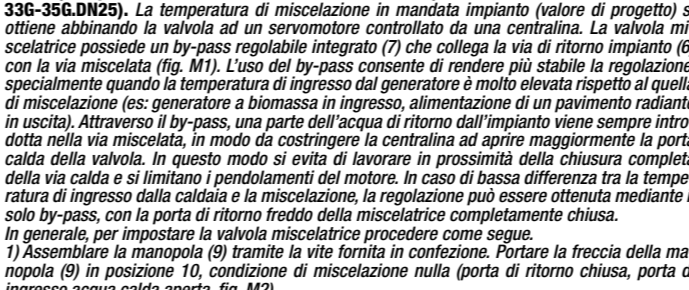 33G-35G.DN25). La temperatura di miscelazione in mandata impianto (valore di progetto) s
ottiene abbinando la valvola ad un servomotore controllato da una centralina. La valvola mi-
scelatrice possiede un by-pass regolabile integrato (7) che collega la via di ritorno impianto (6
con la via miscelata (fig. M1). L'uso del by-pass consente di rendere più stabile la regolazione,
specialmente quando la temperatura di ingresso dal generatore è molto elevata rispetto al quella
di miscelazione (es: generatore a biomassa in ingresso, alimentazione di un pavimento radiante
in uscita). Attraverso il by-pass, una parte dell'acqua di ritorno dall'impianto viene sempre intro-
dotta nella via miscelata, in modo da costringere la centralina ad aprire maggiormente la porta
calda della valvola. In questo modo si evita di lavorare in prossimità della chiusura completa
della via calda e si limitano i pendolamenti del motore. In caso di bassa differenza tra la tempe-
ratura di ingresso dalla caldaia e la miscelazione, la regolazione può essere ottenuta mediante i
solo by-pass, con la porta di ritorno freddo della miscelatrice completamente chiusa.
In generale, per impostare la valvola miscelatrice procedere come segue.
1) Assemblare la manopola (9) tramite la vite fornita in confezione. Portare la freccia della ma-
nopola (9) in posizione 10, condizione di miscelazione nulla (porta di ritorno chiusa, porta d
ingresso acqua calda aperta, fig. M2)